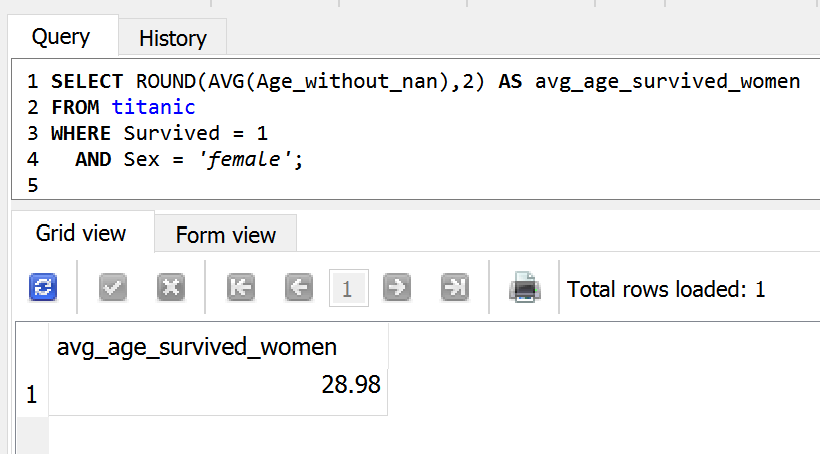 Query
History
1 SELECT ROUND(AVG(Age_without_nan),2) AS avg_age_survived_women
2 FROM titanic
3 WHERE Survived = 1
4   AND Sex = 'female';
5
Grid view
Form view
1
Total rows loaded: 1
avg_age_survived_women
1 28.98